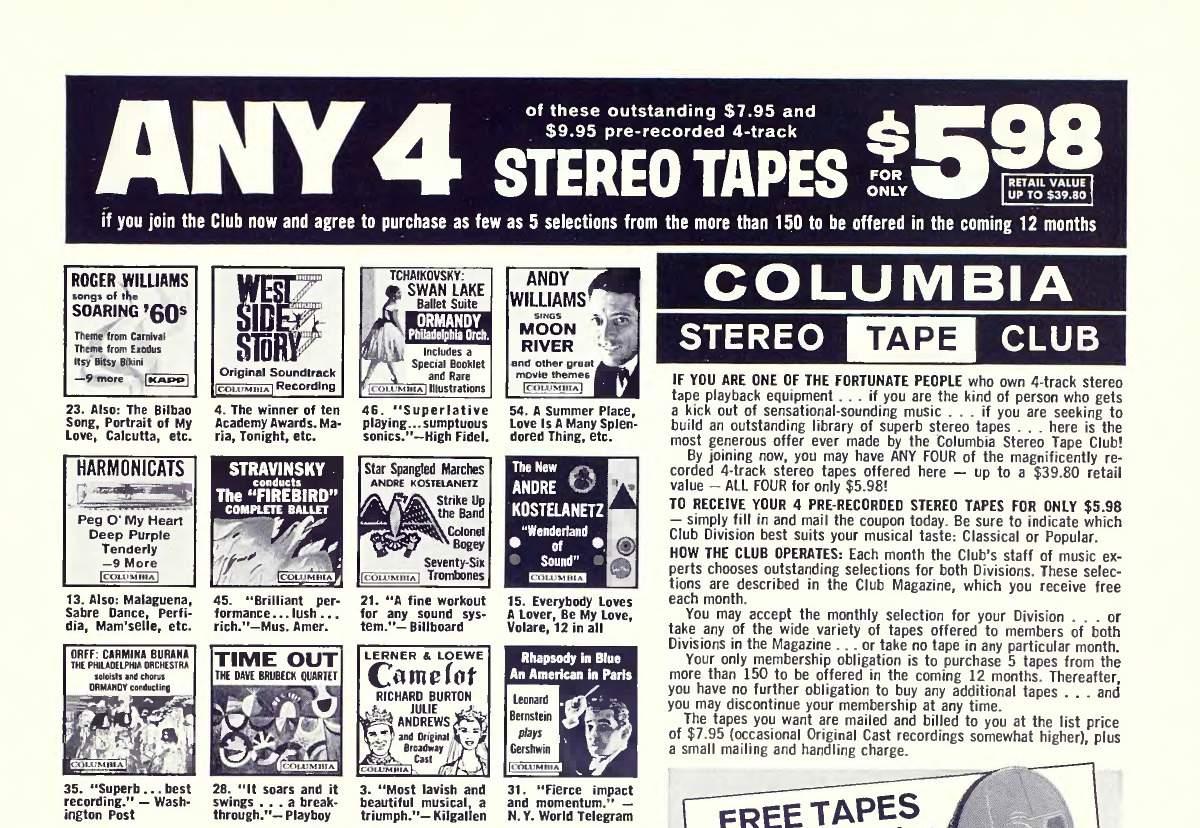 ANY 4
of these outstanding $7.95 and
$9.95 pre-recorded 4-track
STEREO TAPES
FOR
ONLY
$598
RETAIL VALUE
UP TO $39.80
if you join the Club now and agree to purchase as few as 5 selections from the more than 150 to be offered in the coming 12 months
ROGER WILLIAMS
songs of the
SOARING '60s
Theme from Carnival
Theme from Exodus
Itsy Bitsy Bikini
—9 more
KAPP
23. Also: The Bilbao
Song, Portrait of My
Love, Calcutta, etc.
WEST
SIDE
STORY
Original Soundtrack
COLUMBIA Recording
4. The winner of ten
Academy Awards. Ma-
ria, Tonight, etc.
TCHAIKOVSKY:
SWAN LAKE
Ballet Suite
ORMANDY
Philadelphia Orch.
Includes a
Special Booklet
and Rare
COLUMBIA Illustrations
46. "Superlative
playing...sumptuous
sonics."—High Fidel.
ANDY
WILLIAMS
SINGS
MOON
RIVER
and other great
movie themes
COLUMBIA
54. A Summer Place,
Love Is A Many Splen-
dored Thing, etc.
HARMONICATS
Peg O' My Heart
Deep Purple
Tenderly
—9 More
COLUMBIA
13. Also: Malaguena,
Sabre Dance, Perfi-
dia, Mam'selle, etc.
STRAVINSKY
conducts
The "FIREBIRD"
COMPLETE BALLET
COLUMBIA
45. "Brilliant per-
formance...lush...
rich."—Mus. Amer.
Star Spangled Marches
ANDRE KOSTELANETZ
Strike Up
the Band
Colonel
Bogey
Seventy-Six
Trombones
COLUMBIA
21. "A fine workout
for any sound sys-
tem."—Billboard
The New
ANDRE
KOSTELANETZ
"Wonderland
of
Sound"
COLUMBIA
15. Everybody Loves
A Lover, Be My Love,
Volare, 12 in all
ORFF: CARMINA BURANA
THE PHILADELPHIA ORCHESTRA
soloists and chorus
ORMANDY conducting
COLUMBIA
35. "Superb...best
recording." — Wash-
ington Post
TIME OUT
THE DAVE BRUBECK QUARTET
COLUMBIA
28. "It soars and it
swings . . . a break-
through."—Playboy
LERNER & LOEWE
Camelot
RICHARD BURTON
JULIE
ANDREWS
and Original
Broadway
Cast
COLUMBIA
3. "Most lavish and
beautiful musical, a
triumph."—Kilgallen
Rhapsody in Blue
An American in Paris
Leonard
Bernstein
plays
Gershwin
COLUMBIA
31. "Fierce impact
and momentum." —
N. Y. World Telegram
COLUMBIA
STEREO TAPE CLUB
IF YOU ARE ONE OF THE FORTUNATE PEOPLE who own 4-track stereo
tape playback equipment . . . if you are the kind of person who gets
a kick out of sensational-sounding music . . . if you are seeking to
build an outstanding library of superb stereo tapes . . . here is the
most generous offer ever made by the Columbia Stereo Tape Club!
By joining now, you may have ANY FOUR of the magnificently re-
corded 4-track stereo tapes offered here — up to a $39.80 retail
value — ALL FOUR for only $5.98!
TO RECEIVE YOUR 4 PRE-RECORDED STEREO TAPES FOR ONLY $5.98
— simply fill in and mail the coupon today. Be sure to indicate which
Club Division best suits your musical taste: Classical or Popular.
HOW THE CLUB OPERATES: Each month the Club's staff of music ex-
perts chooses outstanding selections for both Divisions. These selec-
tions are described in the Club Magazine, which you receive free
each month.
You may accept the monthly selection for your Division . . . or
take any of the wide variety of tapes offered to members of both
Divisions in the Magazine . . . or take no tape in any particular month.
Your only membership obligation is to purchase 5 tapes from the
more than 150 to be offered in the coming 12 months. Thereafter,
you have no further obligation to buy any additional tapes . . . and
you may discontinue your membership at any time.
The tapes you want are mailed and billed to you at the list price
of $7.95 (occasional Original Cast recordings somewhat higher), plus
a small mailing and handling charge.
FREE TAPES